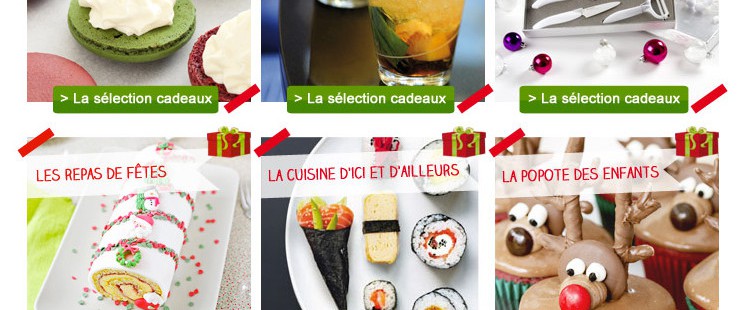 > La sélection cadeaux
> La sélection cadeaux
> La sélection cadeaux
LES REPAS DE FÊTES
LA CUISINE D'ICI ET D'AILLEURS
LA POPOTE DES ENFANTS